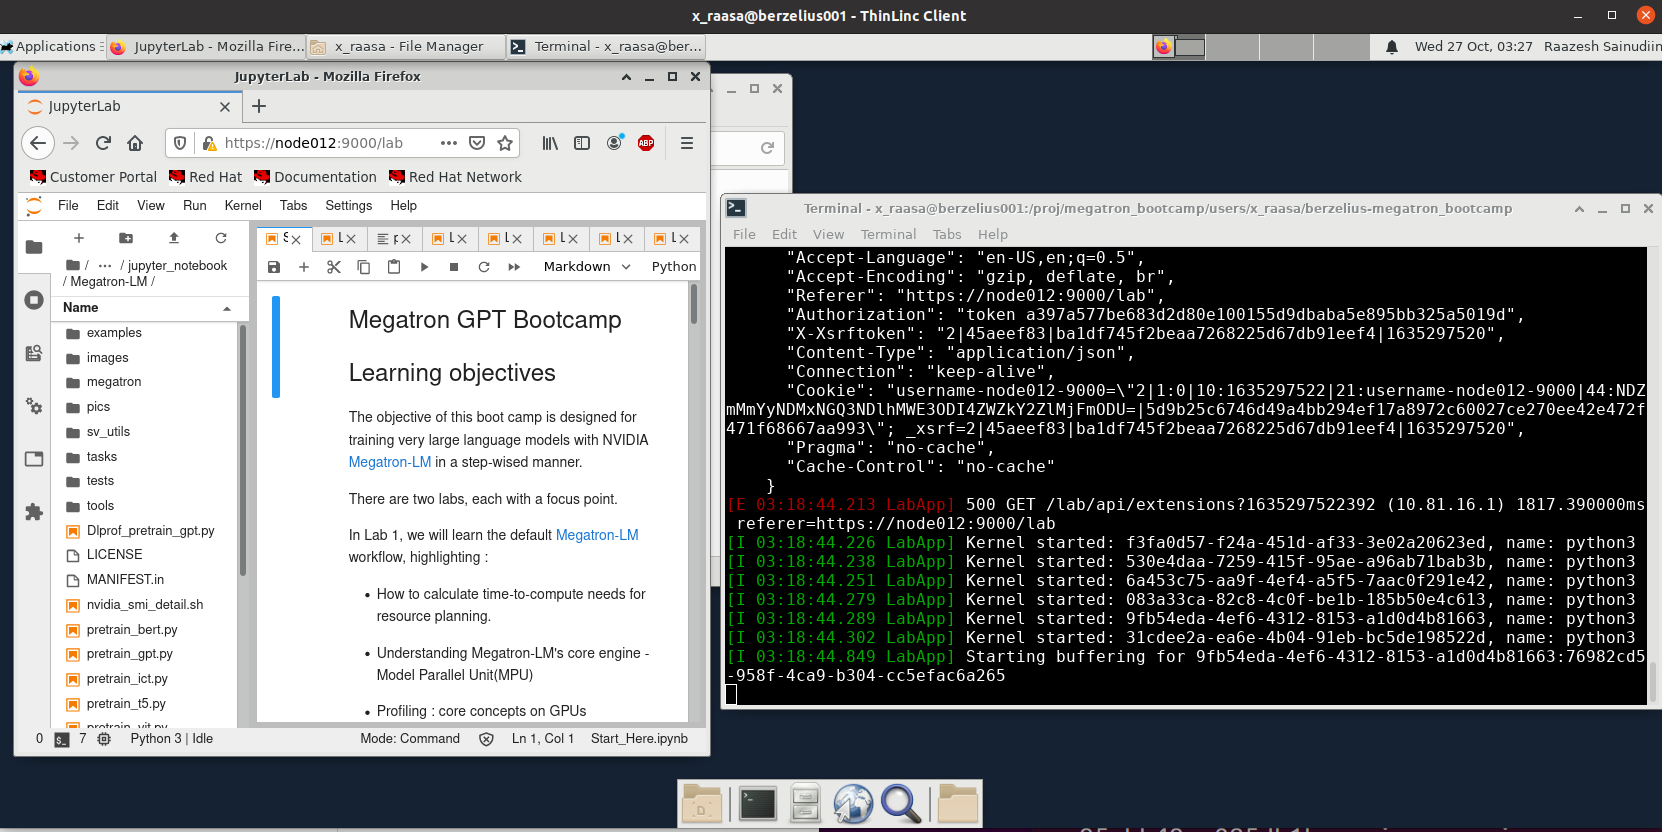 x_raasa@berzelius001 - ThinLinc Client
Applications
JupyterLab - Mozilla Fire...
x_raasa - File Manager
Terminal - x_raasa@ber...
Wed 27 Oct, 03:27
Raazesh Sainudiin
JupyterLab - Mozilla Firefox
JupyterLab
https://node012:9000/lab
ABP
Customer Portal
Red Hat
Documentation
Red Hat Network
File Edit View Run Kernel Tabs Settings Help
/ ··· / jupyter_notebook
/ Megatron-LM /
Name
examples
images
megatron
pics
sv_utils
tasks
tests
tools
Dlprof_pretrain_gpt.py
LICENSE
MANIFEST.in
nvidia_smi_detail.sh
pretrain_bert.py
pretrain_gpt.py
pretrain_ict.py
pretrain_t5.py
pretrain_vit.py
S L p L L L L L
Markdown
Python
Megatron GPT Bootcamp
Learning objectives
The objective of this boot camp is designed for
training very large language models with NVIDIA
Megatron-LM in a step-wised manner.
There are two labs, each with a focus point.
In Lab 1, we will learn the default Megatron-LM
workflow, highlighting :
• How to calculate time-to-compute needs for
resource planning.
• Understanding Megatron-LM's core engine -
Model Parallel Unit(MPU)
• Profiling : core concepts on GPUs
0 $_ 7 Python 3 | Idle Mode: Command Ln 1, Col 1 Start_Here.ipynb
Terminal - x_raasa@berzelius001:/proj/megatron_bootcamp/users/x_raasa/berzelius-megatron_bootcamp
File Edit View Terminal Tabs Help
"Accept-Language": "en-US,en;q=0.5",
"Accept-Encoding": "gzip, deflate, br",
"Referer": "https://node012:9000/lab",
"Authorization": "token a397a577be683d2d80e100155d9dbaba5e895bb325a5019d",
"X-Xsrftoken": "2|45aeef83|ba1df745f2beaa7268225d67db91eef4|1635297520",
"Content-Type": "application/json",
"Connection": "keep-alive",
"Cookie": "username-node012-9000=\"2|1:0|10:1635297522|21:username-node012-9000|44:NDZ
mMmYyNDMxNGQ3NDlhMWE3ODI4ZWZkY2ZlMjFmODU=|5d9b25c6746d49a4bb294ef17a8972c60027ce270ee42e472f
471f68667aa993\"; _xsrf=2|45aeef83|ba1df745f2beaa7268225d67db91eef4|1635297520",
"Pragma": "no-cache",
"Cache-Control": "no-cache"
}
[E 03:18:44.213 LabApp] 500 GET /lab/api/extensions?1635297522392 (10.81.16.1) 1817.390000ms
referer=https://node012:9000/lab
[I 03:18:44.226 LabApp] Kernel started: f3fa0d57-f24a-451d-af33-3e02a20623ed, name: python3
[I 03:18:44.238 LabApp] Kernel started: 530e4daa-7259-415f-95ae-a96ab71bab3b, name: python3
[I 03:18:44.251 LabApp] Kernel started: 6a453c75-aa9f-4ef4-a5f5-7aac0f291e42, name: python3
[I 03:18:44.279 LabApp] Kernel started: 083a33ca-82c8-4c0f-be1b-185b50e4c613, name: python3
[I 03:18:44.289 LabApp] Kernel started: 9fb54eda-4ef6-4312-8153-a1d0d4b81663, name: python3
[I 03:18:44.302 LabApp] Kernel started: 31cdee2a-ea6e-4b04-91eb-bc5de198522d, name: python3
[I 03:18:44.849 LabApp] Starting buffering for 9fb54eda-4ef6-4312-8153-a1d0d4b81663:76982cd5
-958f-4ca9-b304-cc5efac6a265